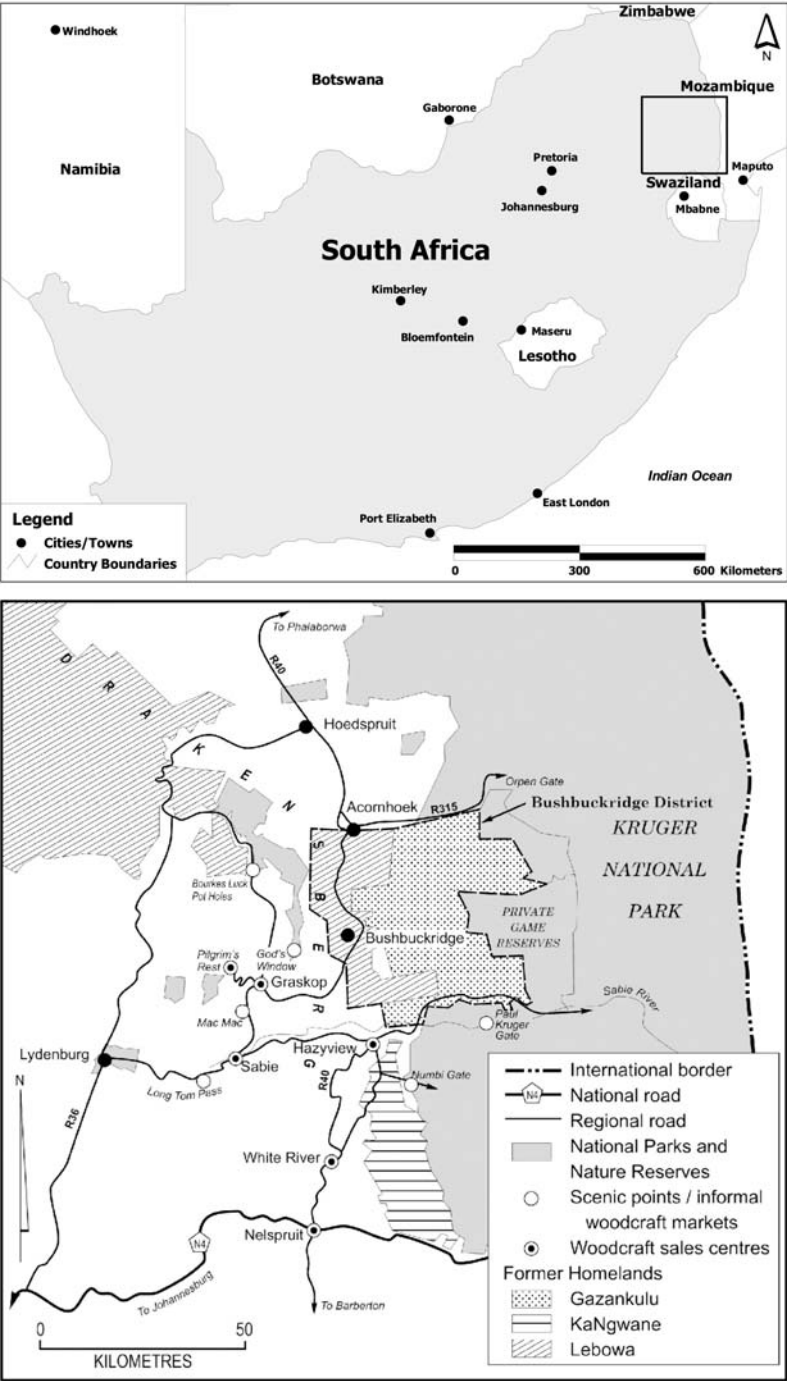 Zimbabwe
N
Windhoek
Botswana
Mozambique
Gaborone
Namibia
Pretoria
Maputo
Swaziland
Johannesburg
Mbabne
South Africa
Kimberley
Bloemfontein
Maseru
Lesotho
Indian Ocean
East London
Port Elizabeth
Legend
Cities/Towns
Country Boundaries
0 300 600 Kilometers
To Phalaborwa
R40
DRAKENSBERG
Hoedspruit
Orpen Gate
Acornhoek
R315
Bushbuckridge District
KRUGER
NATIONAL
PARK
Bourkes Luck
Pot Holes
PRIVATE
GAME
RESERVES
Bushbuckridge
Pilgrim's
Rest
God's
Window
Graskop
Sabie River
Mac Mac
Paul
Kruger
Gate
Lydenburg
Hazyview
Sabie
Numbi Gate
Long Tom Pass
R40
R36
N
White River
Nelspruit
N4
To Johannesburg
To Barberton
0 50
KILOMETRES
International border
N4
National road
Regional road
National Parks and
Nature Reserves
Scenic points / informal
woodcraft markets
Woodcraft sales centres
Former Homelands
Gazankulu
KaNgwane
Lebowa